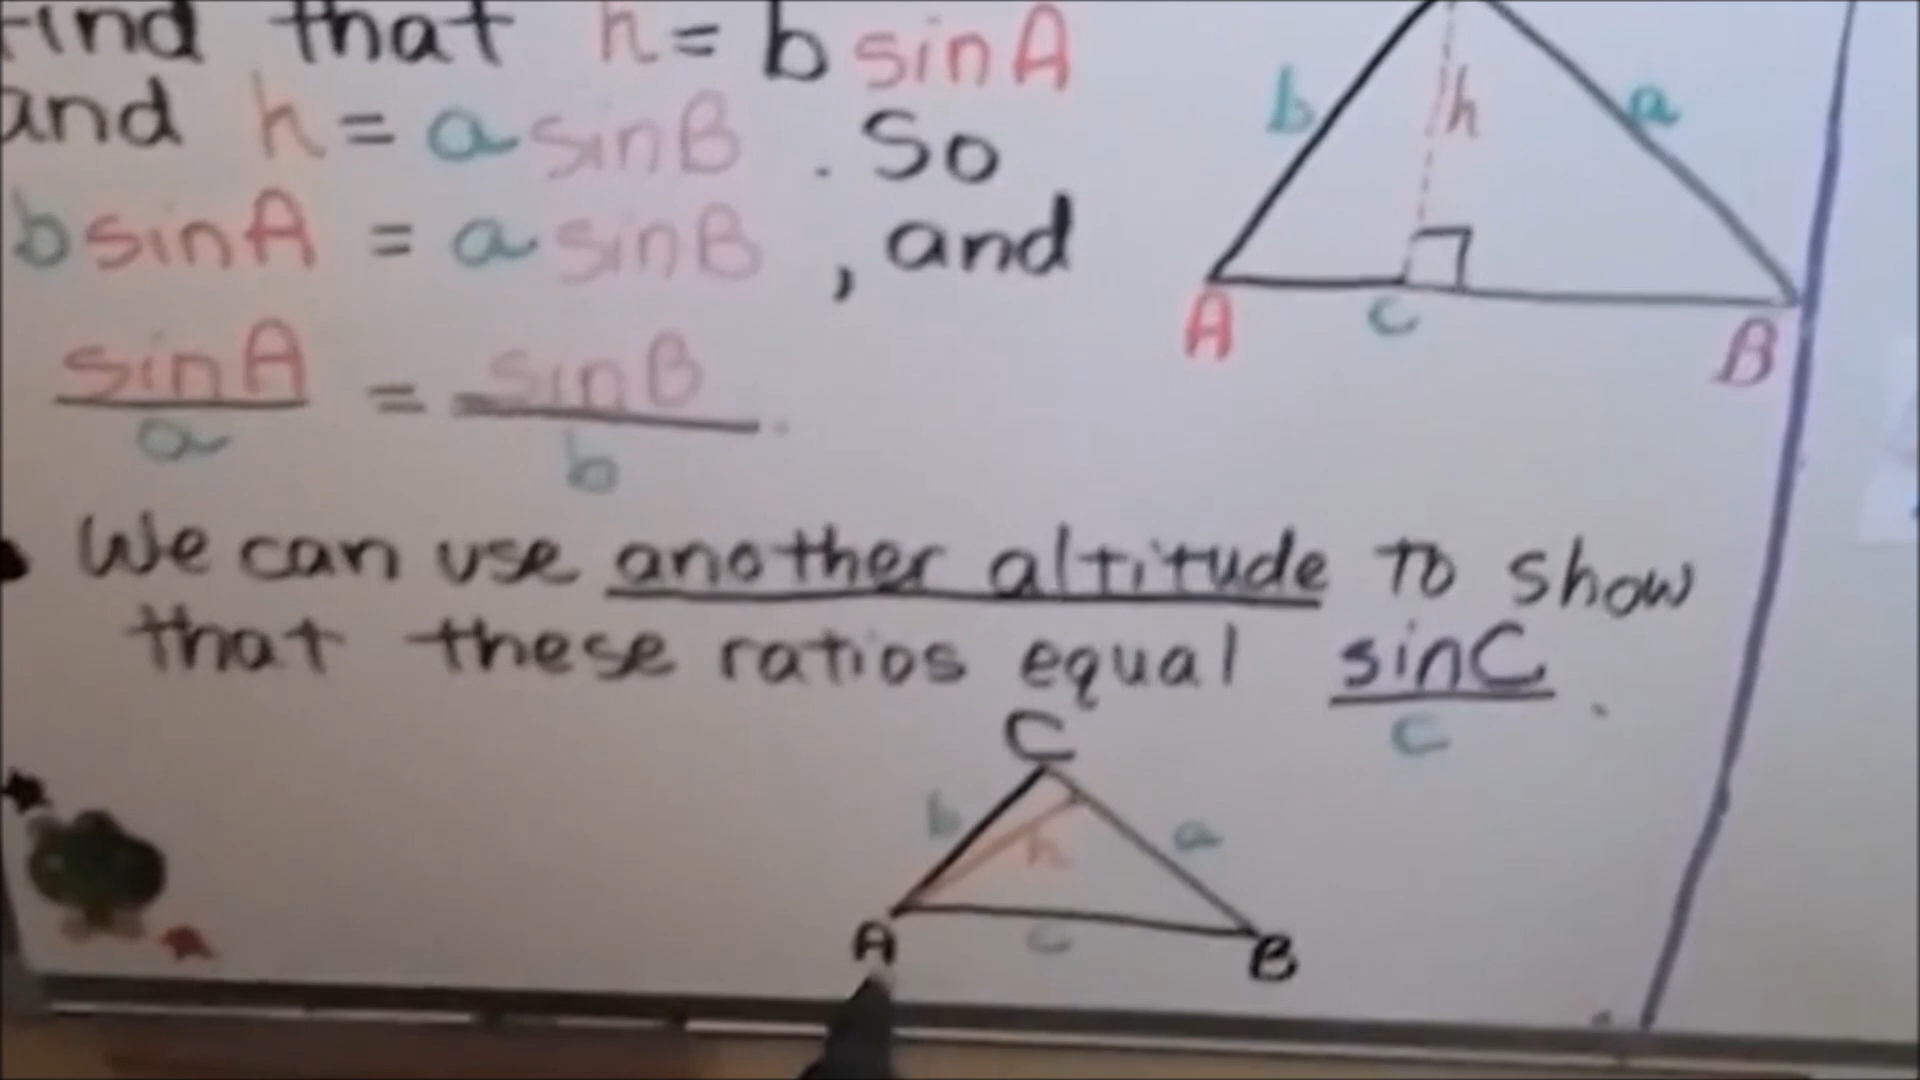 Find that h = b sin A
and h = a sin B . So
b sin A = a sin B , and
sin A / a = sin B / b .
b
h
a
A
c
B
• We can use another altitude to show
that these ratios equal sin C / c .
C
b
h
a
A
c
B